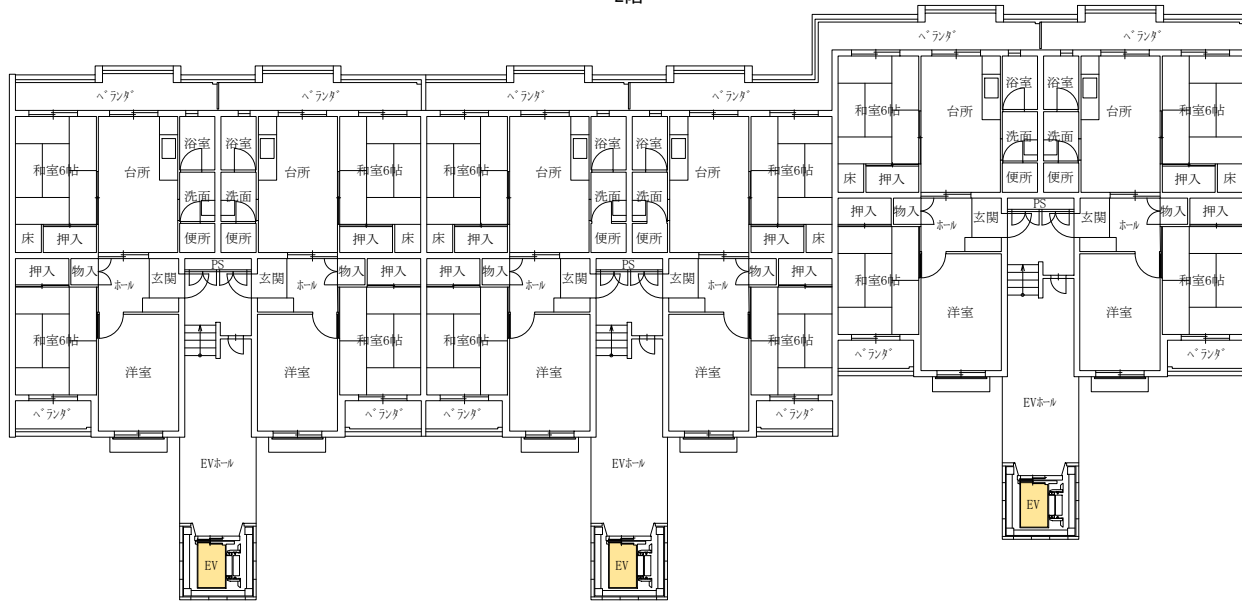 2階
ベランダ ベランダ
ベランダ ベランダ ベランダ ベランダ
和室6帖 台所 浴室 浴室 台所 和室6帖
洗面 洗面
床 押入 便所 便所 押入 床
和室6帖 台所 浴室 浴室 台所 和室6帖 和室6帖 台所 浴室 浴室 台所 和室6帖
洗面 洗面 洗面 洗面
床 押入 便所 便所 押入 床 床 押入 便所 便所 押入 床
押入 物入 ホール 玄関 PS 玄関 ホール 物入 押入
押入 物入 ホール 玄関 PS 玄関 ホール 物入 押入 押入 物入 ホール 玄関 PS 玄関 ホール 物入 押入
和室6帖 洋室 洋室 和室6帖
和室6帖 洋室 洋室 和室6帖 和室6帖 洋室 洋室 和室6帖
ベランダ ベランダ
ベランダ ベランダ ベランダ ベランダ
EVホール
EVホール EVホール
EV
EV EV